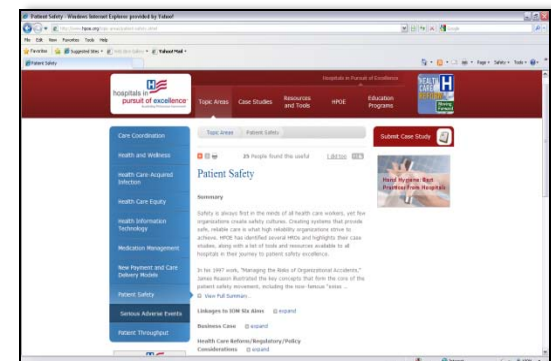 Patient Safety - Windows Internet Explorer provided by Yahoo!
File Edit View Favorites Tools Help
Favorites Suggested Sites Yahoo! Mail
Patient Safety
Page Safety Tools
Hospitals in Pursuit of Excellence
hospitals in
pursuit of excellence
Topic Areas
Case Studies
Resources
and Tools
HPOE
Education
Programs
HEALTH
CARE
REFORM
Moving
Forward
Care Coordination
Health and Wellness
Health Care-Acquired
Infection
Health Care Equity
Health Information
Technology
Medication Management
New Payment and Care
Delivery Models
Patient Safety
Serious Adverse Events
Patient Throughput
Topic Areas Patient Safety
25 People found this useful
Patient Safety
Summary
Safety is always first in the minds of all health care workers, yet few
organizations create safety cultures. Creating systems that provide
safe, reliable care is what high reliability organizations strive to
achieve. HPOE has identified several HROs and highlights their case
studies, along with a list of tools and resources available to all
hospitals in their journey to patient safety excellence.
In his 1997 work, "Managing the Risks of Organizational Accidents,"
James Reason illustrated the key concepts that form the core of the
patient safety movement, including the now-famous
View Full Summary
Linkages to IOM Six Aims expand
Business Case expand
Health Care Reform/Regulatory/Policy
Considerations expand
Submit Case Study
Hand Hygiene: Best
Practices from Hospitals